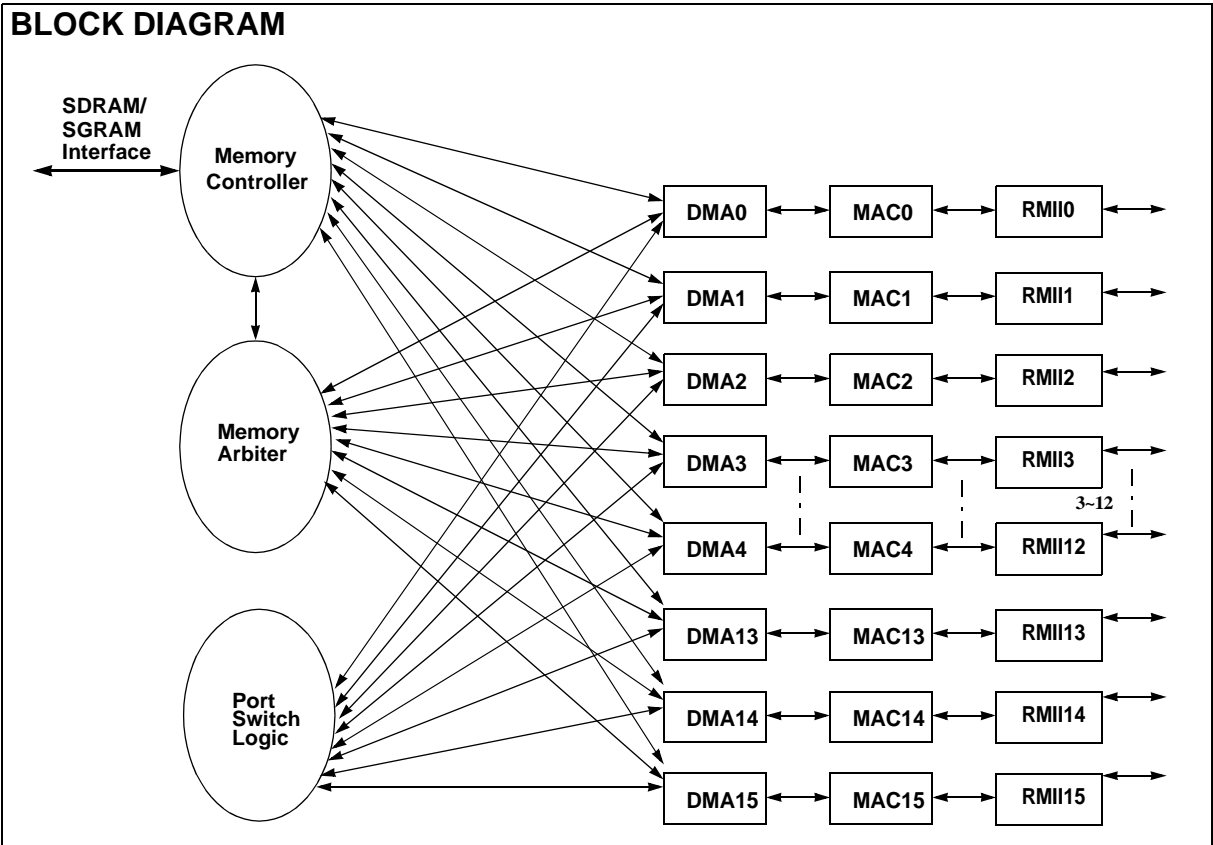 BLOCK DIAGRAM
SDRAM/
SGRAM
Interface
Memory
Controller
DMA0
MAC0
RMII0
DMA1
MAC1
RMII1
DMA2
MAC2
RMII2
Memory
Arbiter
DMA3
MAC3
RMII3
3~12
DMA4
MAC4
RMII12
DMA13
MAC13
RMII13
Port
Switch
Logic
DMA14
MAC14
RMII14
DMA15
MAC15
RMII15